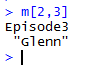 > m[2,3]
Episode3
"Glenn"
>